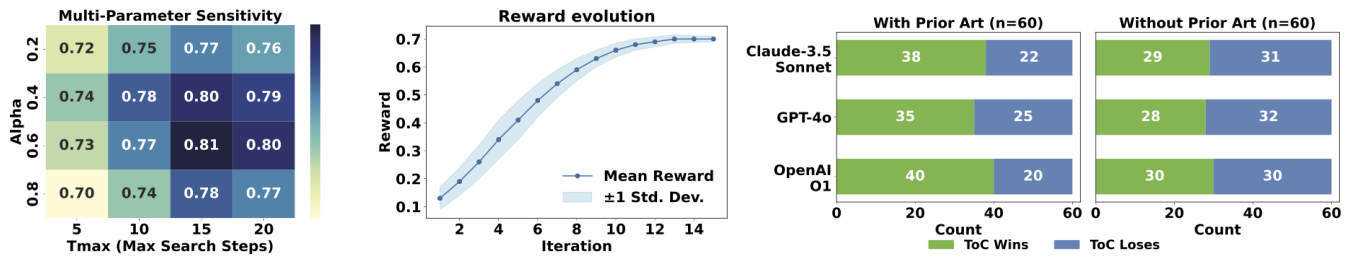 Multi-Parameter Sensitivity
Alpha
0.2
0.72 0.75 0.77 0.76
0.4
0.74 0.78 0.80 0.79
0.6
0.73 0.77 0.81 0.80
0.8
0.70 0.74 0.78 0.77
5 10 15 20
Tmax (Max Search Steps)
Reward evolution
Reward
0.7
0.6
0.5
0.4
0.3
0.2
0.1
Mean Reward
±1 Std. Dev.
2 4 6 8 10 12 14
Iteration
With Prior Art (n=60)
Claude-3.5
Sonnet
38 22
GPT-4o
35 25
OpenAI
O1
40 20
0 20 40 60
Count
Without Prior Art (n=60)
29 31
28 32
30 30
0 20 40 60
Count
ToC Wins ToC Loses